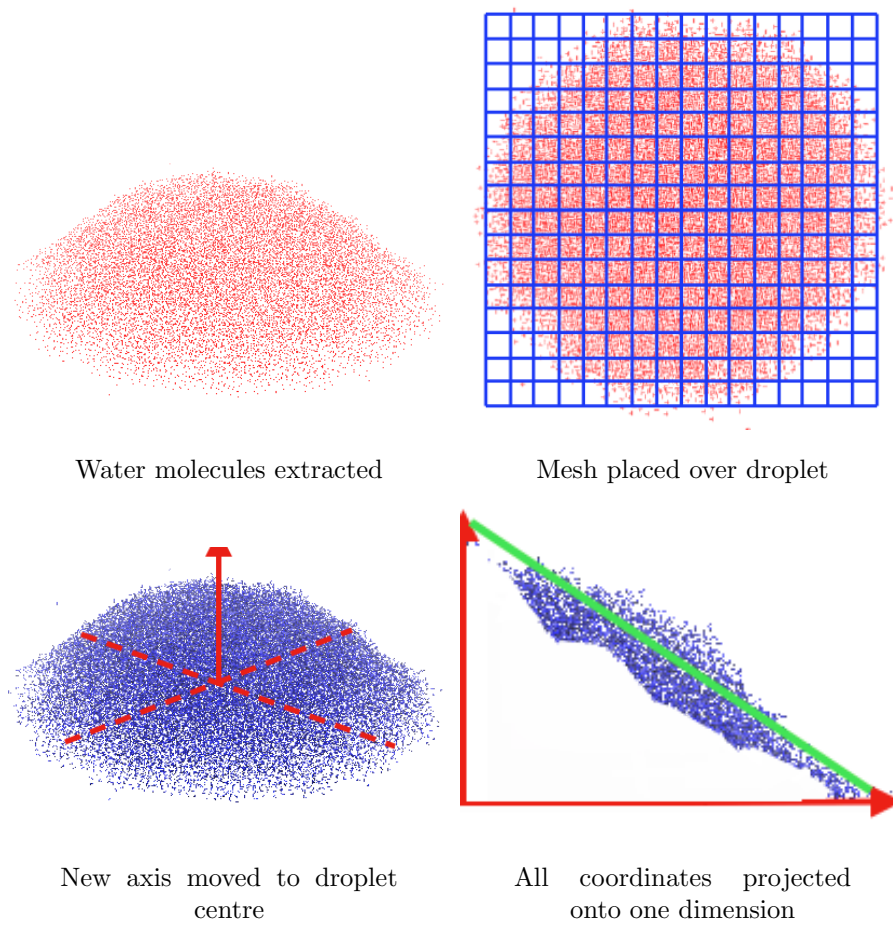 Water molecules extracted
Mesh placed over droplet
New axis moved to droplet
centre
All coordinates projected
onto one dimension